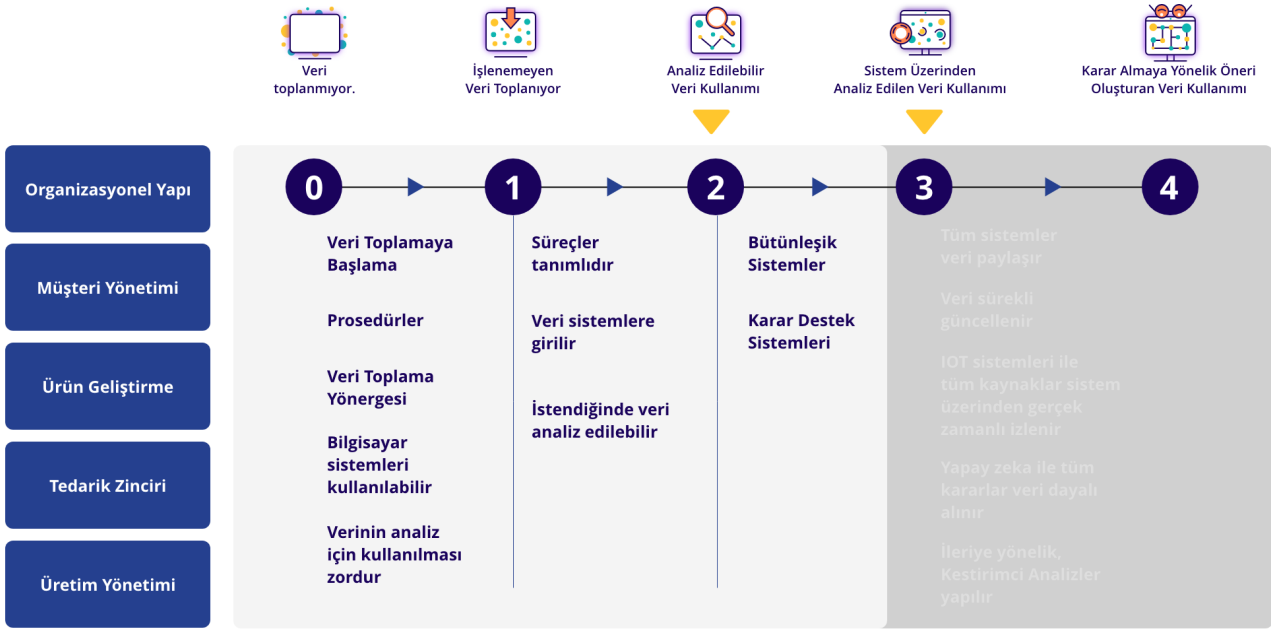 Veri
toplanmıyor.
İşlenemeyen
Veri Toplanıyor
Analiz Edilebilir
Veri Kullanımı
Sistem Üzerinden
Analiz Edilen Veri Kullanımı
Karar Almaya Yönelik Öneri
Oluşturan Veri Kullanımı
Organizasyonel Yapı
Müşteri Yönetimi
Ürün Geliştirme
Tedarik Zinciri
Üretim Yönetimi
0
1
2
3
4
Veri Toplamaya
Başlama
Prosedürler
Veri Toplama
Yönergesi
Bilgisayar
sistemleri
kullanılabilir
Verinin analiz
için kullanılması
zordur
Süreçler
tanımlıdır
Veri sistemlere
girilir
İstendiğinde veri
analiz edilebilir
Bütünleşik
Sistemler
Karar Destek
Sistemleri
Tüm sistemler
veri paylaşır
Veri sürekli
güncellenir
IOT sistemleri ile
tüm kaynaklar sistem
üzerinden gerçek
zamanlı izlenir
Yapay zeka ile tüm
kararlar veri dayalı
alınır
İleriye yönelik,
Kestirimci Analizler
yapılır